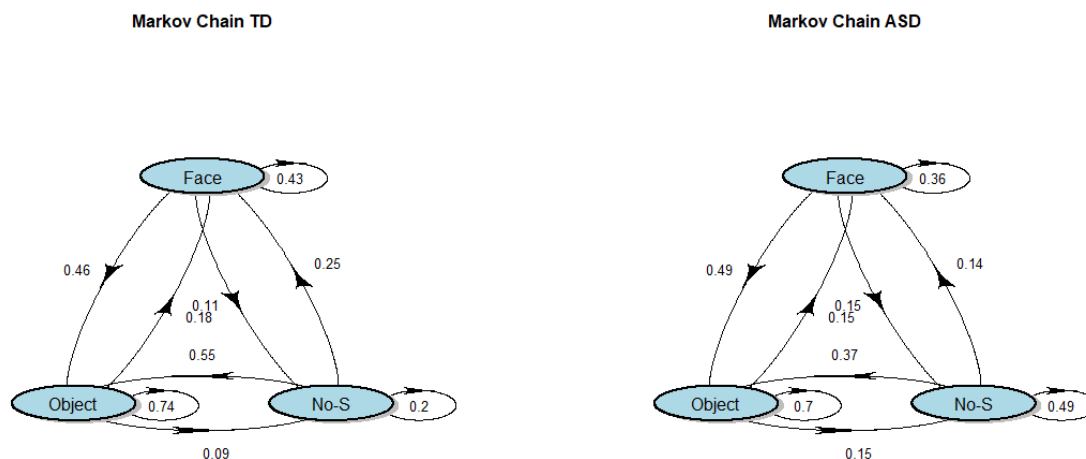 Markov Chain TD
Face
0.43
0.46
0.25
0.11
0.18
0.55
Object
0.74
No-S
0.2
0.09
Markov Chain ASD
Face
0.36
0.49
0.14
0.15
0.15
0.37
Object
0.7
No-S
0.49
0.15